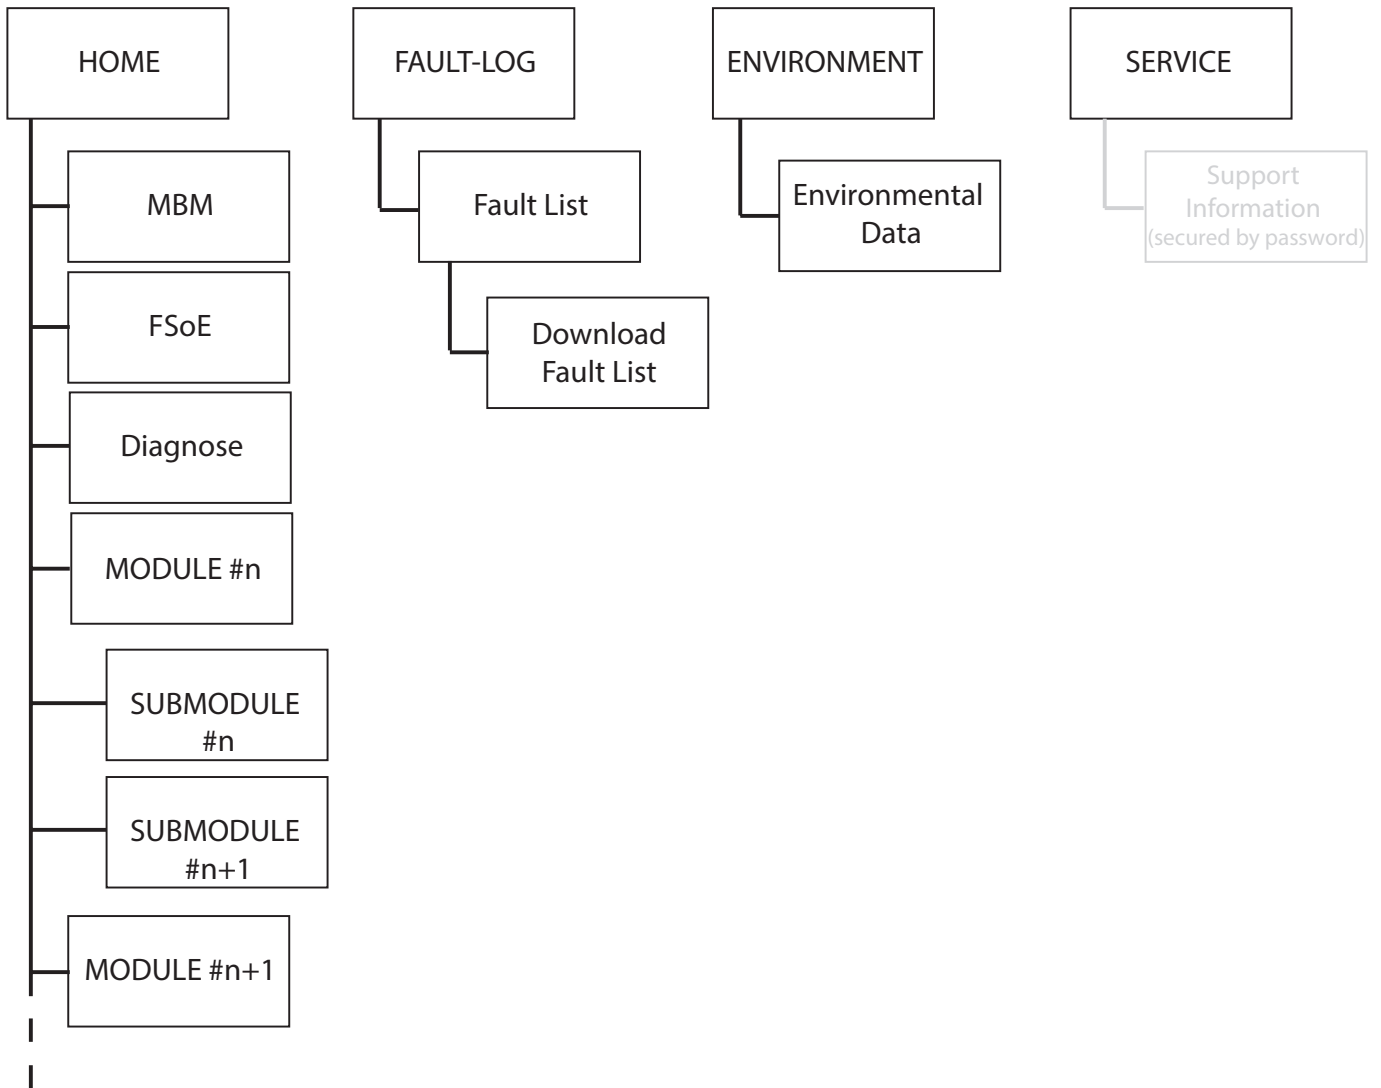 HOME
MBM
FSoE
Diagnose
MODULE #n
SUBMODULE
#n
SUBMODULE
#n+1
MODULE #n+1
FAULT-LOG
Fault List
Download
Fault List
ENVIRONMENT
Environmental
Data
SERVICE
Support
Information
(secured by password)